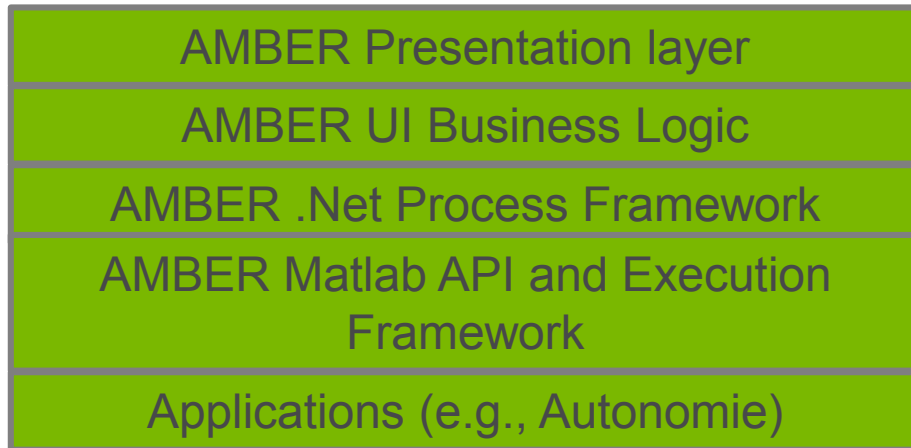 AMBER Presentation layer
AMBER UI Business Logic
AMBER .Net Process Framework
AMBER Matlab API and Execution
Framework
Applications (e.g., Autonomie)